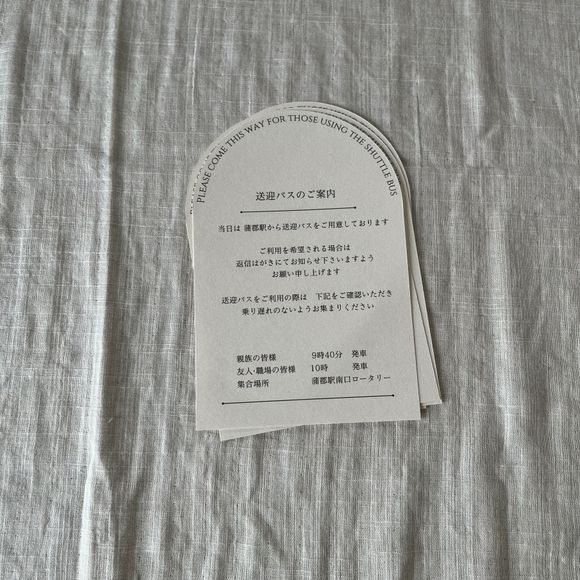 PLEASE COME THIS WAY FOR THOSE USING THE SHUTTLE BUS
送迎バスのご案内
当日は 蒲郡駅から送迎バスをご用意しております
ご利用を希望される場合は
返信はがきにてお知らせ下さいますよう
お願い申し上げます
送迎バスをご利用の際は　下記をご確認いただき
乗り遅れのないようお集まりください
親族の皆様　9時40分　発車
友人・職場の皆様　10時　発車
集合場所　蒲郡駅南口ロータリー